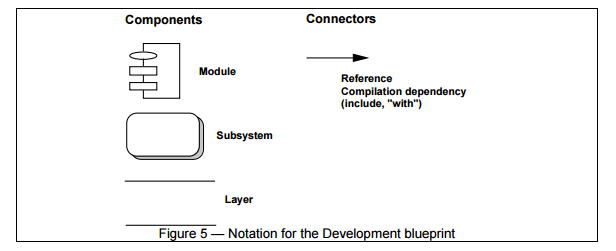 Components
Connectors
Module
Reference
Compilation dependency
(include, "with")
Subsystem
Layer
Figure 5 — Notation for the Development blueprint